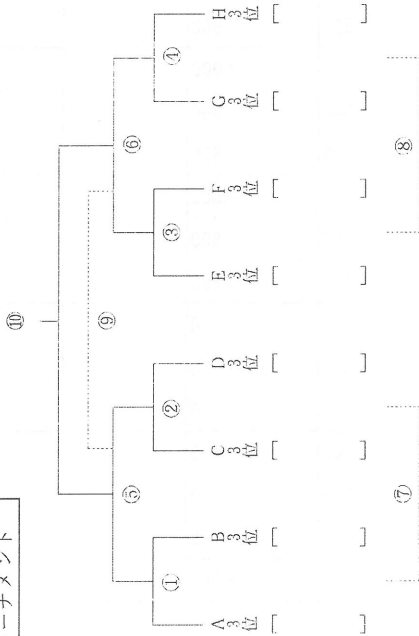 ーナメント
⑩
⑨
⑤ ⑥
① ② ③ ④
A3位 B3位 C3位 D3位 E3位 F3位 G3位 H3位
[ ] [ ] [ ] [ ] [ ] [ ] [ ] [ ]
⑦ ⑧